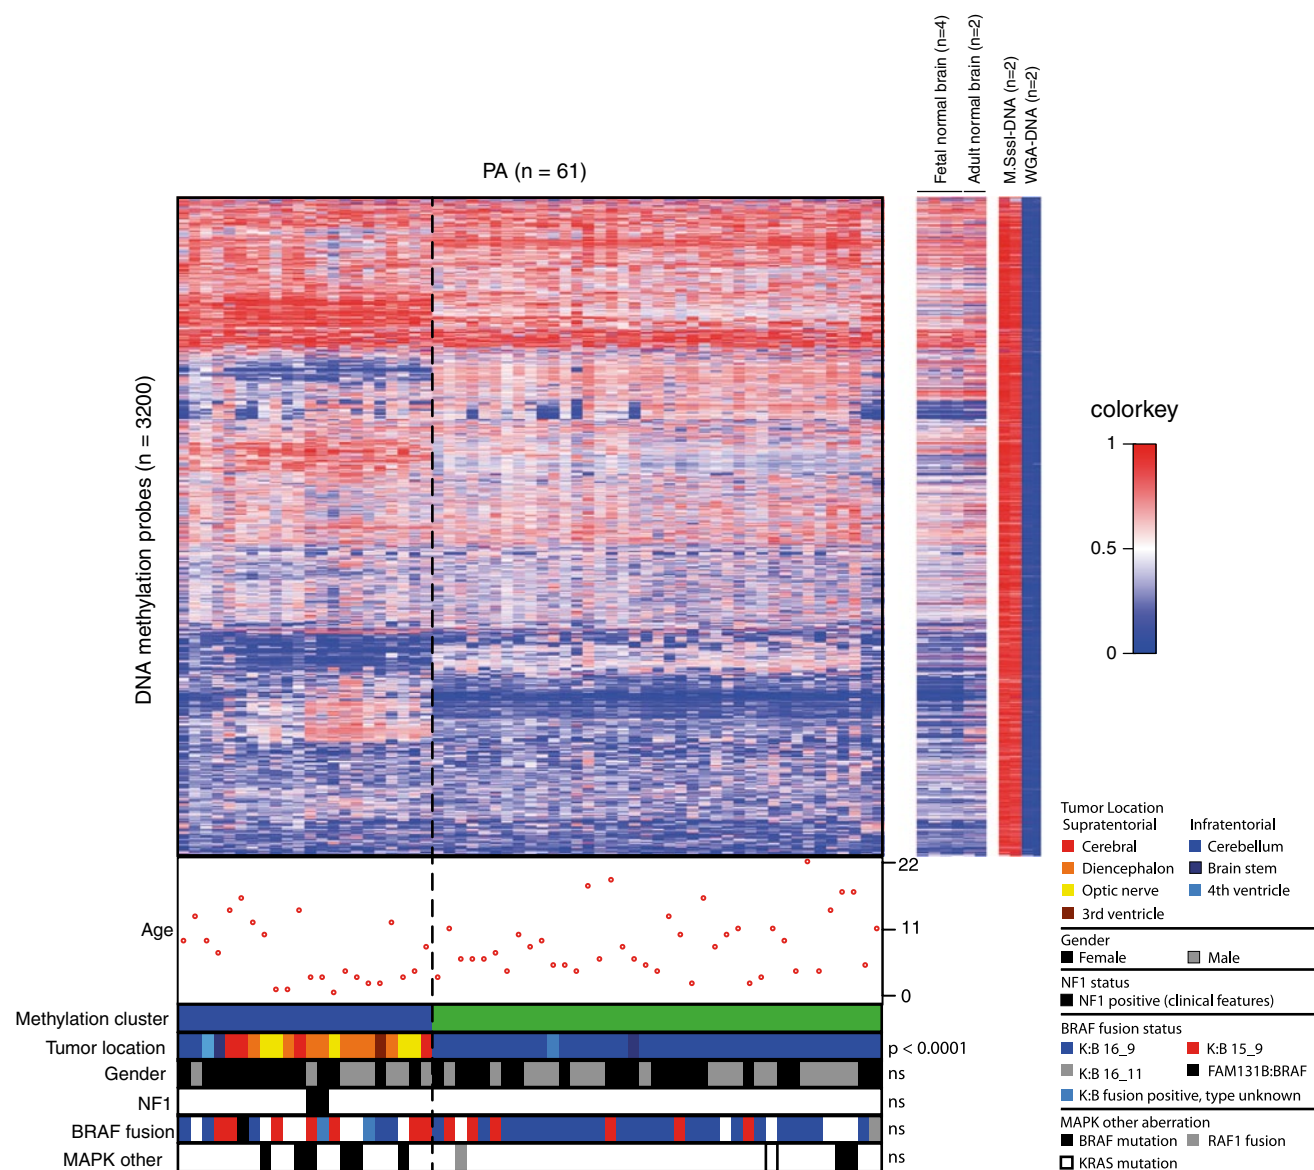 Fetal normal brain (n=4)
Adult normal brain (n=2)
M.SssI-DNA (n=2)
WGA-DNA (n=2)
PA (n = 61)
DNA methylation probes (n = 3200)
colorkey
1
0.5
0
Age
22
11
0
Methylation cluster
Tumor location
p < 0.0001
Gender
ns
NF1
ns
BRAF fusion
ns
MAPK other
ns
Tumor Location
Supratentorial
Infratentorial
Cerebral
Cerebellum
Diencephalon
Brain stem
Optic nerve
4th ventricle
3rd ventricle
Gender
Female
Male
NF1 status
NF1 positive (clinical features)
BRAF fusion status
K:B 16_9
K:B 15_9
K:B 16_11
FAM131B:BRAF
K:B fusion positive, type unknown
MAPK other aberration
BRAF mutation
RAF1 fusion
KRAS mutation